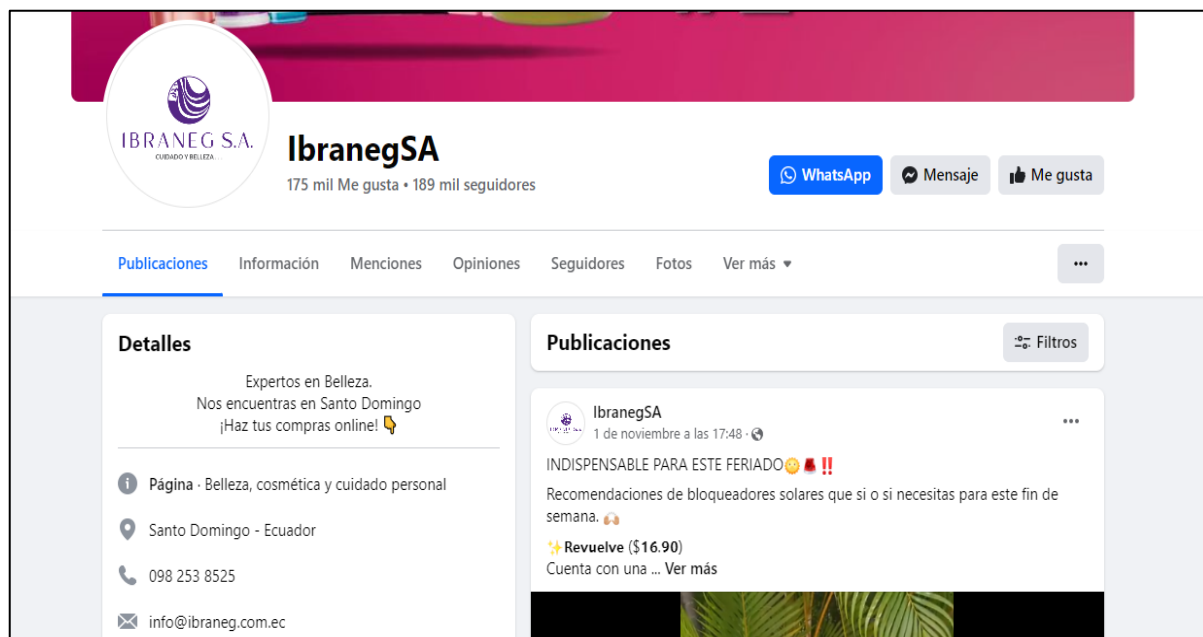 IBRANEG S.A.
CUIDADO Y BELLEZA...
IbranegSA
175 mil Me gusta • 189 mil seguidores
WhatsApp
Mensaje
Me gusta
Publicaciones
Información
Menciones
Opiniones
Seguidores
Fotos
Ver más
Detalles
Expertos en Belleza.
Nos encuentras en Santo Domingo
¡Haz tus compras online! 👇
Página · Belleza, cosmética y cuidado personal
Santo Domingo - Ecuador
098 253 8525
info@ibraneg.com.ec
Publicaciones
Filtros
IbranegSA
1 de noviembre a las 17:48 ·
INDISPENSABLE PARA ESTE FERIADO😶🩸‼️
Recomendaciones de bloqueadores solares que si o si necesitas para este fin de
semana. 🙌🏼
✨Revuelve ($16.90)
Cuenta con una ... Ver más